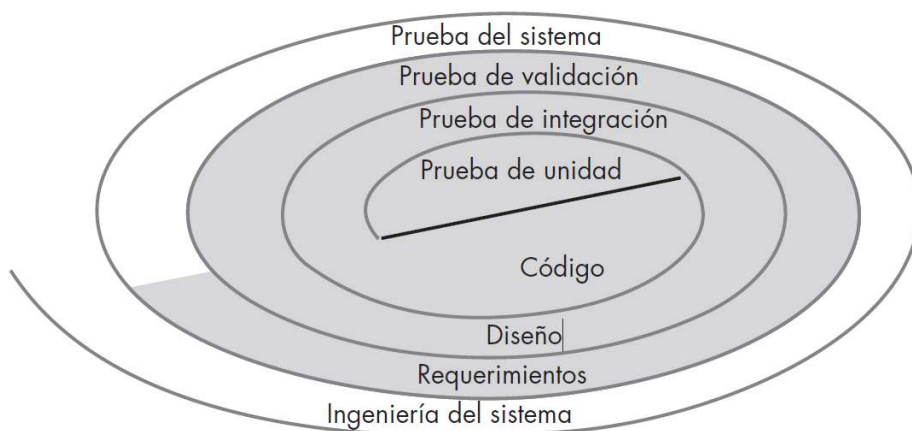 Prueba del sistema
Prueba de validación
Prueba de integración
Prueba de unidad
Código
Diseño
Requerimientos
Ingeniería del sistema